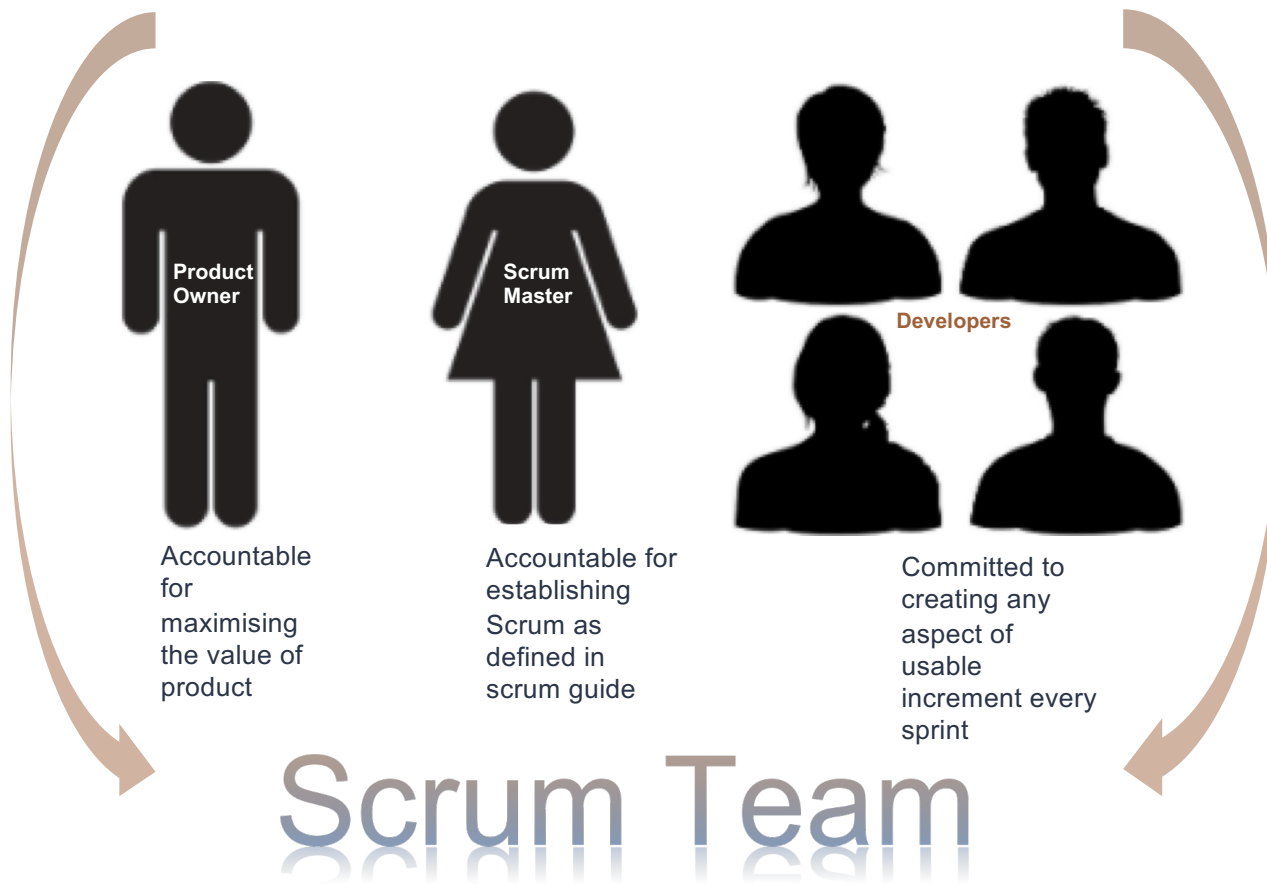 Product
Owner
Scrum
Master
Developers
Accountable
for
maximising
the value of
product
Accountable for
establishing
Scrum as
defined in
scrum guide
Committed to
creating any
aspect of
usable
increment every
sprint
Scrum Team